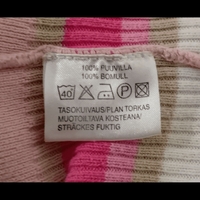 100% PUUVILLA
100% BOMULL
40
TASOKUIVAUS/PLAN TORKAS
MUOTOILTAVA KOSTEANA/
STRÄCKES FUKTIG